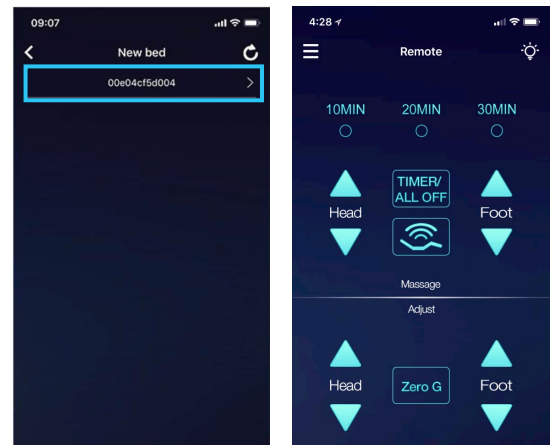 09:07
New bed
00e04cf5d004
4:28
Remote
10MIN 20MIN 30MIN
TIMER/
ALL OFF
Head Foot
Massage
Adjust
Head Zero G Foot